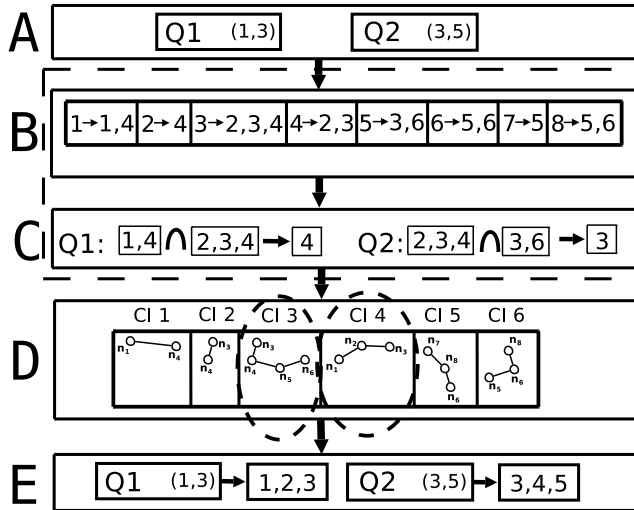 A
Q1 (1,3) Q2 (3,5)
B
1→1,4 2→4 3→2,3,4 4→2,3 5→3,6 6→5,6 7→5 8→5,6
C
Q1: 1,4 ∩ 2,3,4 → 4 Q2: 2,3,4 ∩ 3,6 → 3
D
CI 1 CI 2 CI 3 CI 4 CI 5 CI 6
n1 n4
n3 n4
n3 n4 n5 n6
n1 n2 n3
n7 n8 n6
n8 n5 n6
E
Q1 (1,3) → 1,2,3 Q2 (3,5) → 3,4,5